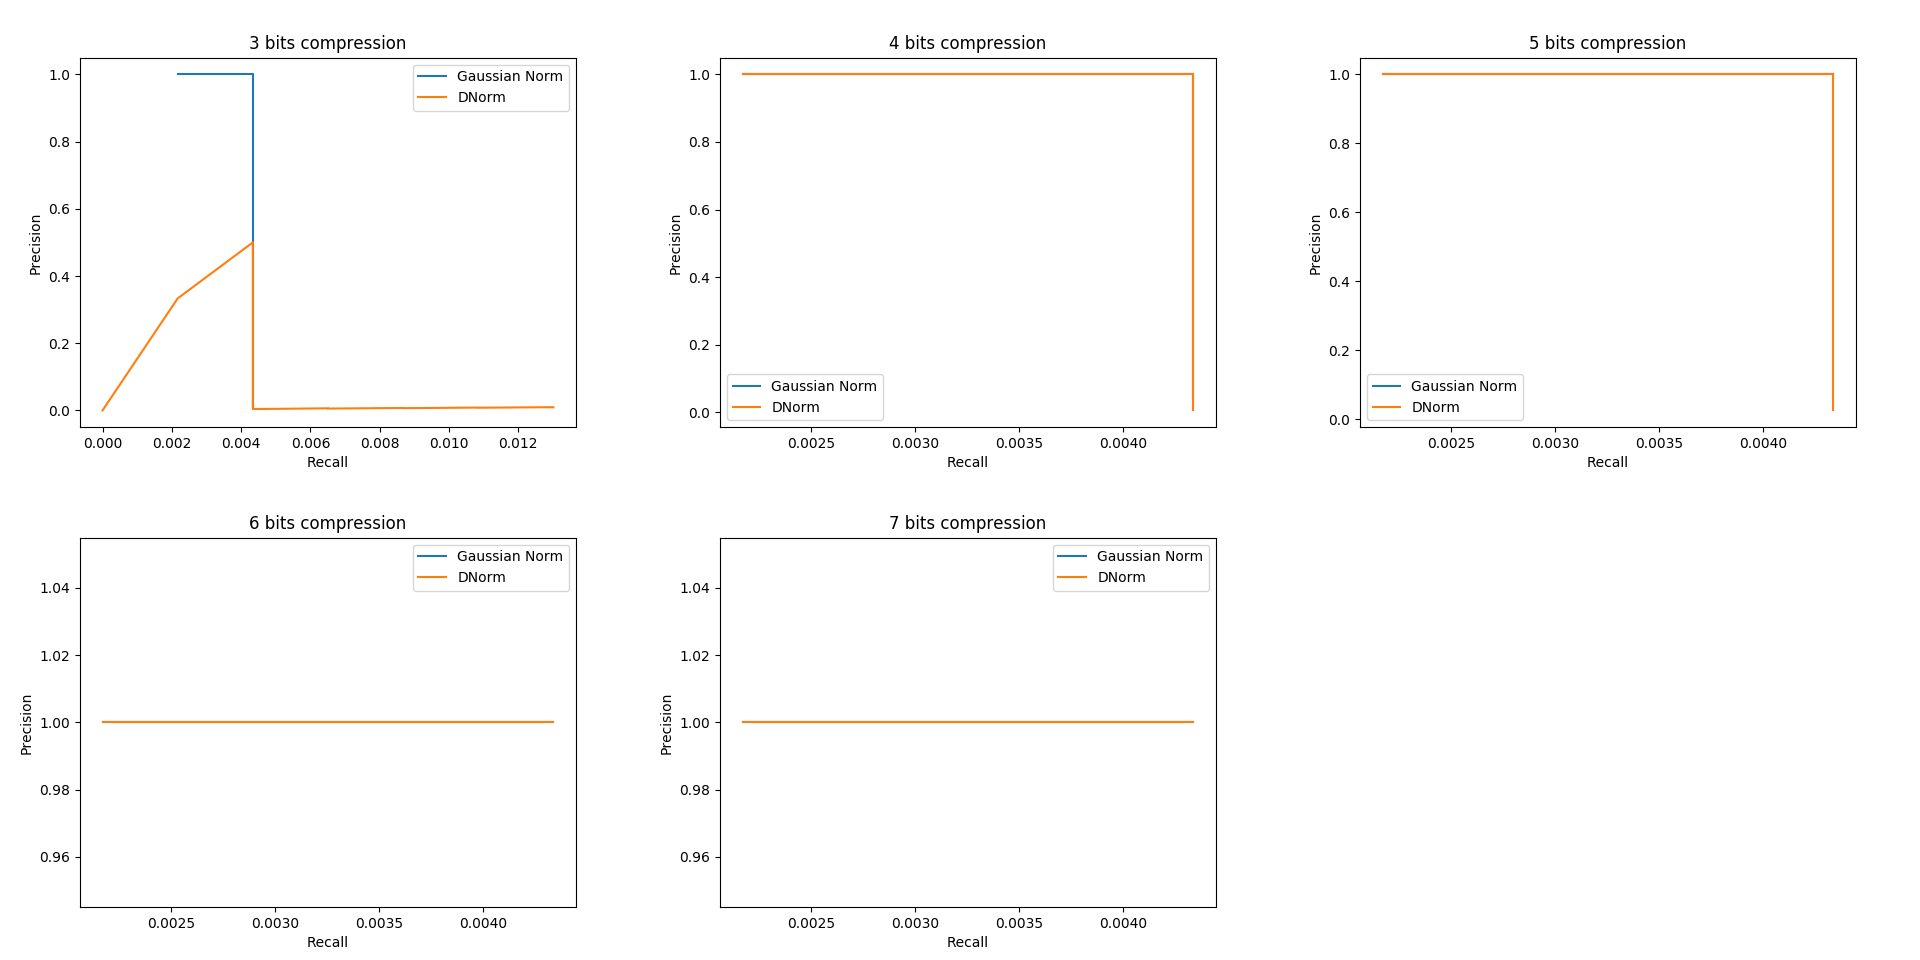 3 bits compression
1.0
0.8
0.6
0.4
0.2
0.0
Precision
0.000 0.002 0.004 0.006 0.008 0.010 0.012
Recall
Gaussian Norm
DNorm
4 bits compression
1.0
0.8
0.6
0.4
0.2
0.0
Precision
0.0025 0.0030 0.0035 0.0040
Recall
Gaussian Norm
DNorm
5 bits compression
1.0
0.8
0.6
0.4
0.2
0.0
Precision
0.0025 0.0030 0.0035 0.0040
Recall
Gaussian Norm
DNorm
6 bits compression
1.04
1.02
1.00
0.98
0.96
Precision
0.0025 0.0030 0.0035 0.0040
Recall
Gaussian Norm
DNorm
7 bits compression
1.04
1.02
1.00
0.98
0.96
Precision
0.0025 0.0030 0.0035 0.0040
Recall
Gaussian Norm
DNorm